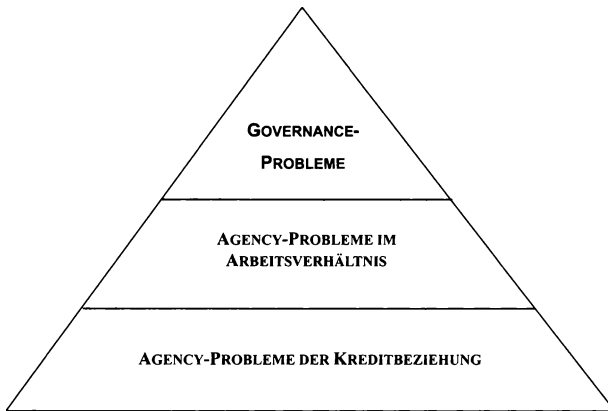 GOVERNANCE-
PROBLEME
AGENCY-PROBLEME IM
ARBEITSVERHÄLTNIS
AGENCY-PROBLEME DER KREDITBEZIEHUNG